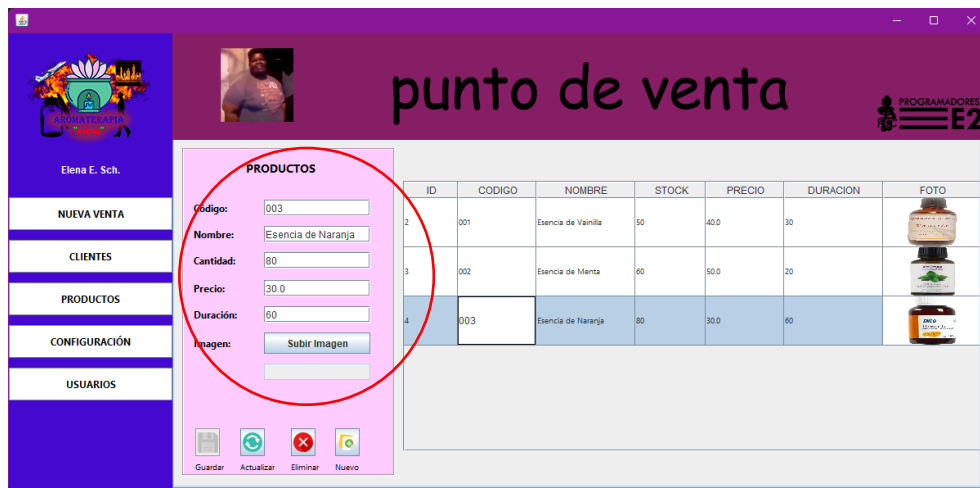 punto de venta
PROGRAMADORES
E2
AROMATERAPIA
Elena E. Sch.
NUEVA VENTA
CLIENTES
PRODUCTOS
CONFIGURACIÓN
USUARIOS
PRODUCTOS
Código: 003
Nombre: Esencia de Naranja
Cantidad: 80
Precio: 30.0
Duración: 60
Imagen: Subir Imagen
Guardar Actualizar Eliminar Nuevo
ID CODIGO NOMBRE STOCK PRECIO DURACION FOTO
2 001 Esencia de Vainilla 50 40.0 30
3 002 Esencia de Menta 60 50.0 20
4 003 Esencia de Naranja 80 30.0 60